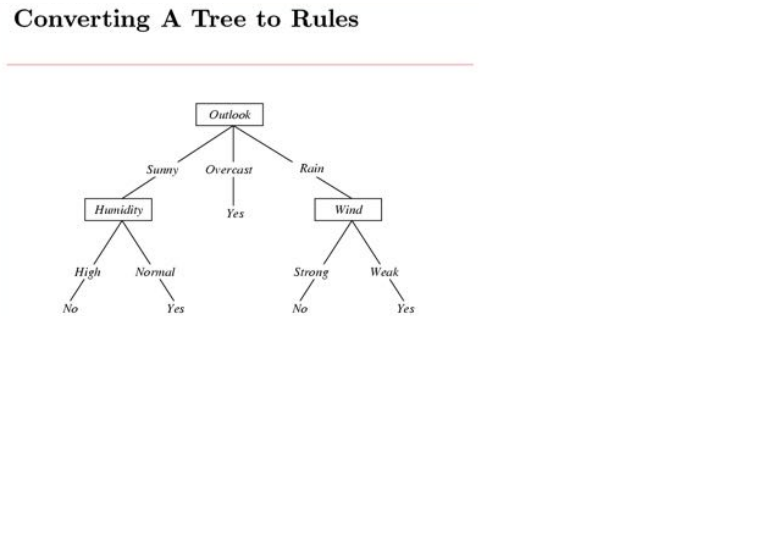 Converting A Tree to Rules
Outlook
Sunny Overcast Rain
Humidity Yes Wind
High Normal Strong Weak
No Yes No Yes